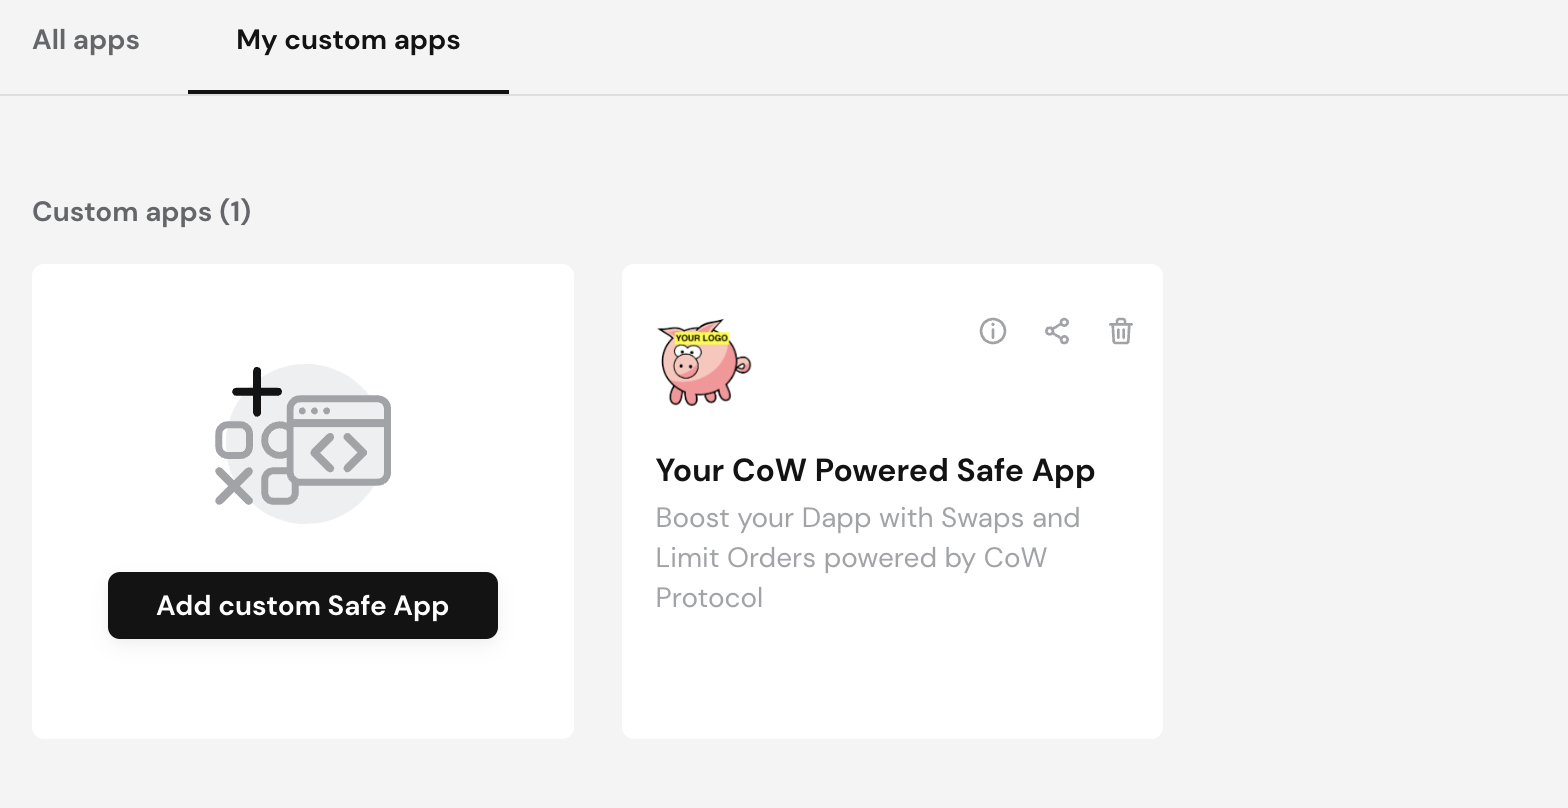 All apps
My custom apps
Custom apps (1)
Add custom Safe App
YOUR LOGO
Your CoW Powered Safe App
Boost your Dapp with Swaps and
Limit Orders powered by CoW
Protocol